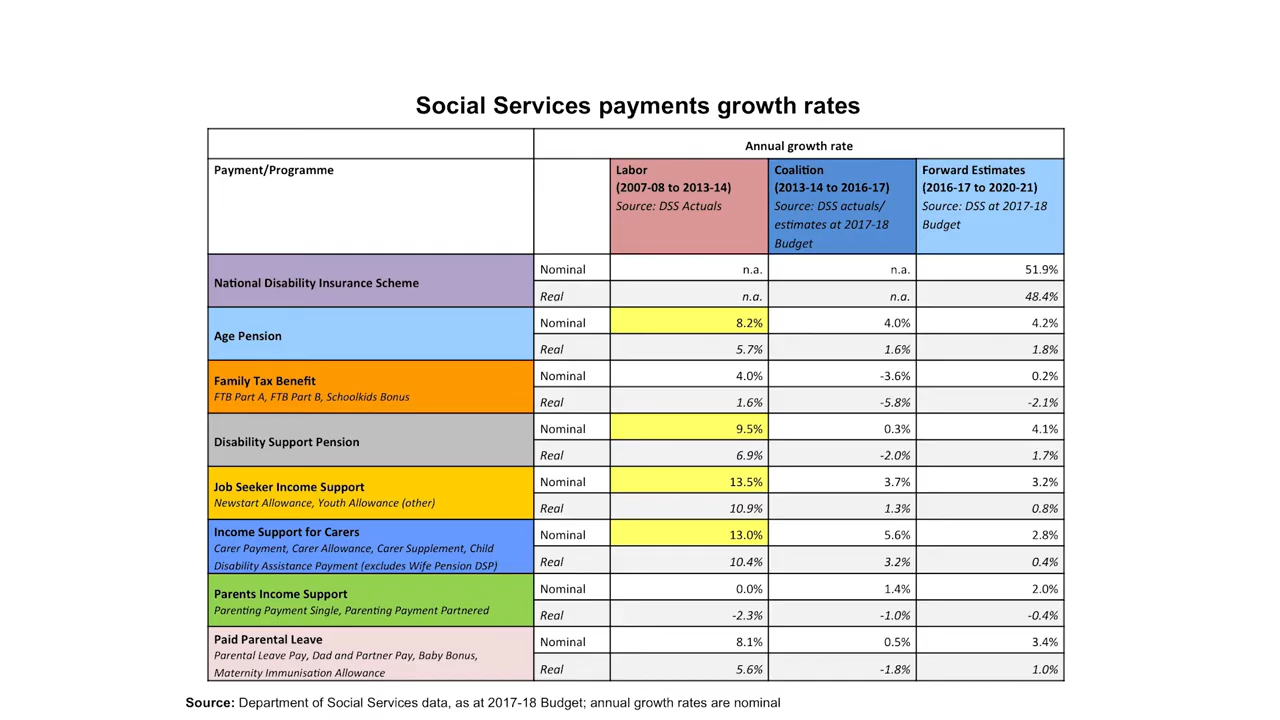 Social Services payments growth rates
Annual growth rate
Payment/Programme
Labor
(2007-08 to 2013-14)
Source: DSS Actuals
Coalition
(2013-14 to 2016-17)
Source: DSS actuals/
estimates at 2017-18
Budget
Forward Estimates
(2016-17 to 2020-21)
Source: DSS at 2017-18
Budget
National Disability Insurance Scheme
Nominal n.a. n.a. 51.9%
Real n.a. n.a. 48.4%
Age Pension
Nominal 8.2% 4.0% 4.2%
Real 5.7% 1.6% 1.8%
Family Tax Benefit
FTB Part A, FTB Part B, Schoolkids Bonus
Nominal 4.0% -3.6% 0.2%
Real 1.6% -5.8% -2.1%
Disability Support Pension
Nominal 9.5% 0.3% 4.1%
Real 6.9% -2.0% 1.7%
Job Seeker Income Support
Newstart Allowance, Youth Allowance (other)
Nominal 13.5% 3.7% 3.2%
Real 10.9% 1.3% 0.8%
Income Support for Carers
Carer Payment, Carer Allowance, Carer Supplement, Child
Disability Assistance Payment (excludes Wife Pension DSP)
Nominal 13.0% 5.6% 2.8%
Real 10.4% 3.2% 0.4%
Parents Income Support
Parenting Payment Single, Parenting Payment Partnered
Nominal 0.0% 1.4% 2.0%
Real -2.3% -1.0% -0.4%
Paid Parental Leave
Parental Leave Pay, Dad and Partner Pay, Baby Bonus,
Maternity Immunisation Allowance
Nominal 8.1% 0.5% 3.4%
Real 5.6% -1.8% 1.0%
Source: Department of Social Services data, as at 2017-18 Budget; annual growth rates are nominal